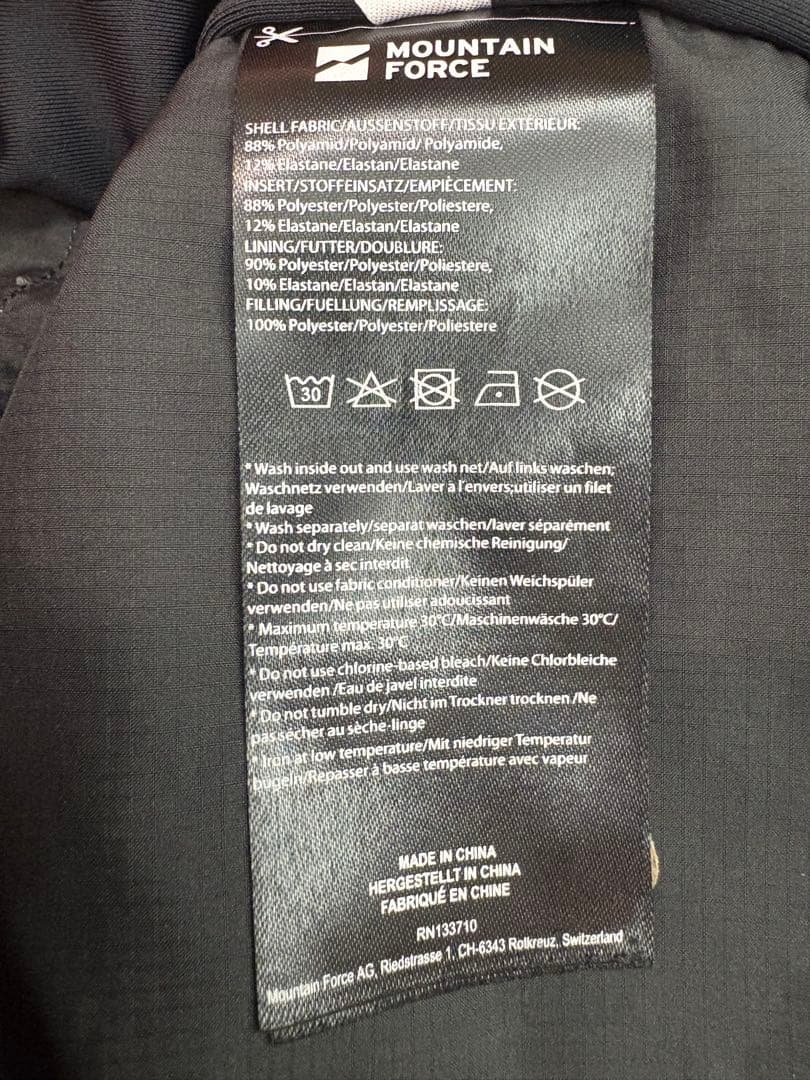 MOUNTAIN
FORCE
SHELL FABRIC/AUSSENSTOFF/TISSU EXTERIEUR:
88% Polyamid/Polyamid/ Polyamide,
12% Elastane/Elastan/Elastane
INSERT/STOFFEINSATZ/EMPIÈCEMENT:
88% Polyester/Polyester/Poliestere,
12% Elastane/Elastan/Elastane
LINING/FUTTER/DOUBLURE:
90% Polyester/Polyester/Poliestere,
10% Elastane/Elastan/Elastane
FILLING/FUELLUNG/REMPLISSAGE:
100% Polyester/Polyester/Poliestere
30
* Wash inside out and use wash net/Auf links waschen;
Waschnetz verwenden/Laver à l'envers;utiliser un filet
de lavage
* Wash separately/separat waschen/laver séparément
* Do not dry clean/Keine chemische Reinigung/
Nettoyage à sec interdit
* Do not use fabric conditioner/Keinen Weichspüler
verwenden/Ne pas utiliser adoucissant
* Maximum temperature 30°C/Maschinenwäsche 30°C/
Température max. 30°C
* Do not use chlorine-based bleach/Keine Chlorbleiche
verwenden /Eau de javel interdite
* Do not tumble dry/Nicht im Trockner trocknen /Ne
pas sécher au sèche-linge
* Iron at low temperature/Mit niedriger Temperatur
bügeln/Repasser à basse température avec vapeur
MADE IN CHINA
HERGESTELLT IN CHINA
FABRIQUÉ EN CHINE
RN133710
Mountain Force AG, Riedstrasse 1, CH-6343 Rotkreuz, Switzerland